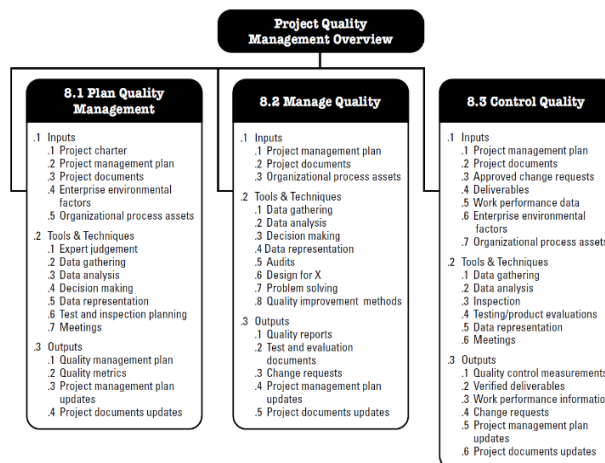 Project Quality
Management Overview
8.1 Plan Quality
Management
.1 Inputs
.1 Project charter
.2 Project management plan
.3 Project documents
.4 Enterprise environmental
factors
.5 Organizational process assets
.2 Tools & Techniques
.1 Expert judgement
.2 Data gathering
.3 Data analysis
.4 Decision making
.5 Data representation
.6 Test and inspection planning
.7 Meetings
.3 Outputs
.1 Quality management plan
.2 Quality metrics
.3 Project management plan
updates
.4 Project documents updates
8.2 Manage Quality
.1 Inputs
.1 Project management plan
.2 Project documents
.3 Organizational process assets
.2 Tools & Techniques
.1 Data gathering
.2 Data analysis
.3 Decision making
.4 Data representation
.5 Audits
.6 Design for X
.7 Problem solving
.8 Quality improvement methods
.3 Outputs
.1 Quality reports
.2 Test and evaluation
documents
.3 Change requests
.4 Project management plan
updates
.5 Project documents updates
8.3 Control Quality
.1 Inputs
.1 Project management plan
.2 Project documents
.3 Approved change requests
.4 Deliverables
.5 Work performance data
.6 Enterprise environmental
factors
.7 Organizational process assets
.2 Tools & Techniques
.1 Data gathering
.2 Data analysis
.3 Inspection
.4 Testing/product evaluations
.5 Data representation
.6 Meetings
.3 Outputs
.1 Quality control measurements
.2 Verified deliverables
.3 Work performance information
.4 Change requests
.5 Project management plan
updates
.6 Project documents updates